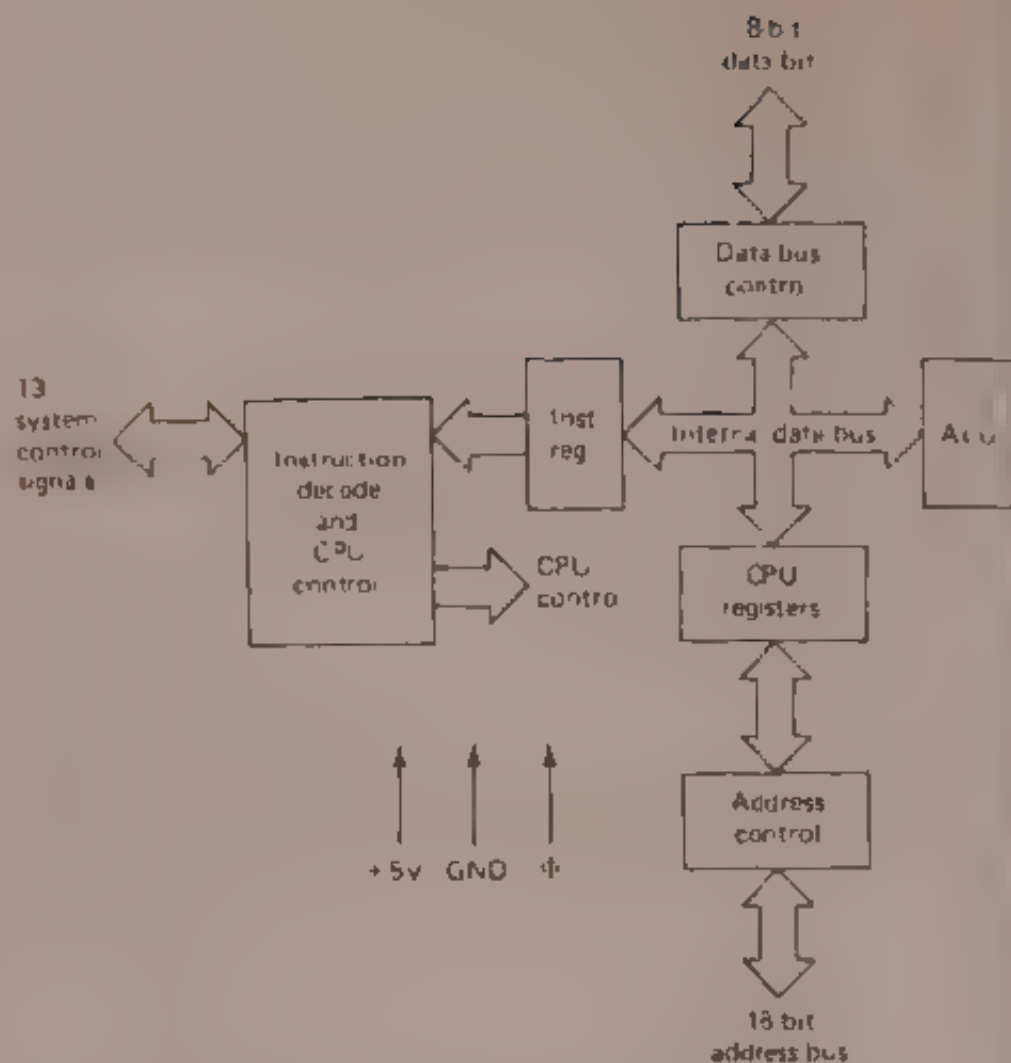 8 bit
data bit
Data bus
control
13
system
control
signals
Instruction
decode
and
CPU
control
Inst
reg
Internal data bus
ALU
CPU
control
CPU
registers
Address
control
+5v GND Φ
16 bit
address bus